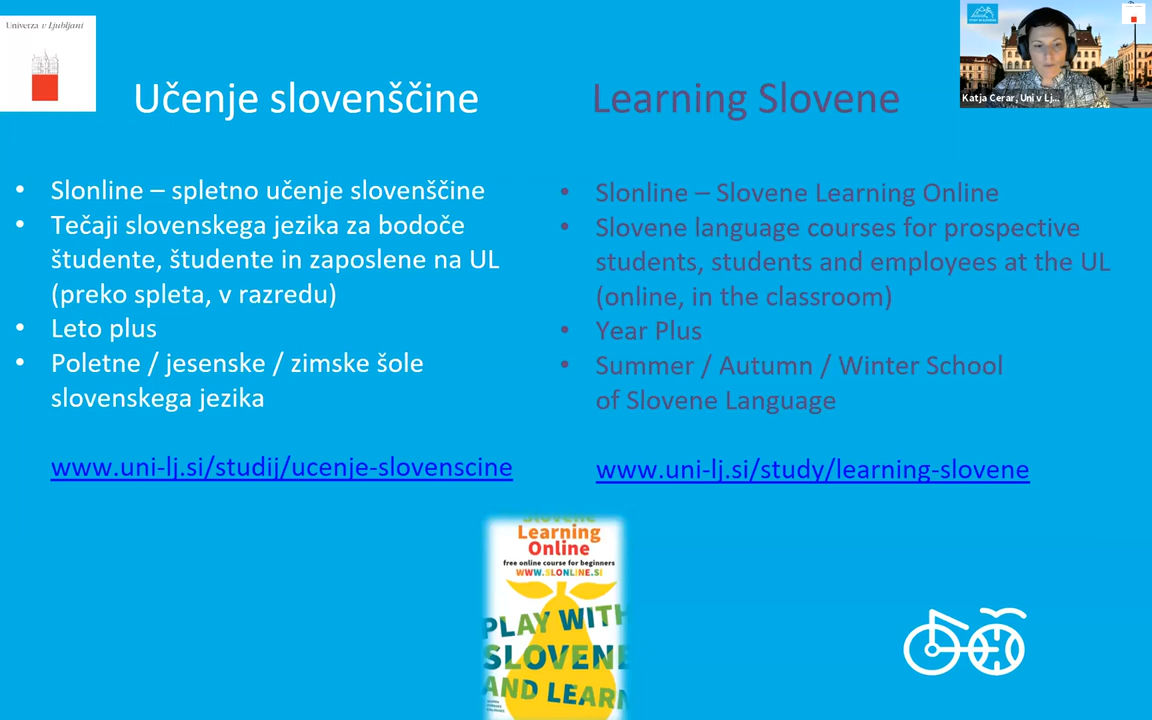 Univerza v Ljubljani
Katja Cerar, Uni v Lj...
Učenje slovenščine
• Slonline – spletno učenje slovenščine
• Tečaji slovenskega jezika za bodoče
študente, študente in zaposlene na UL
(preko spleta, v razredu)
• Leto plus
• Poletne / jesenske / zimske šole
slovenskega jezika
www.uni-lj.si/studij/ucenje-slovenscine
Learning Slovene
• Slonline – Slovene Learning Online
• Slovene language courses for prospective
students, students and employees at the UL
(online, in the classroom)
• Year Plus
• Summer / Autumn / Winter School
of Slovene Language
www.uni-lj.si/study/learning-slovene
Slovene
Learning
Online
free online course for beginners
WWW.SLONLINE.SI
PLAY WITH
SLOVENE
AND LEARN